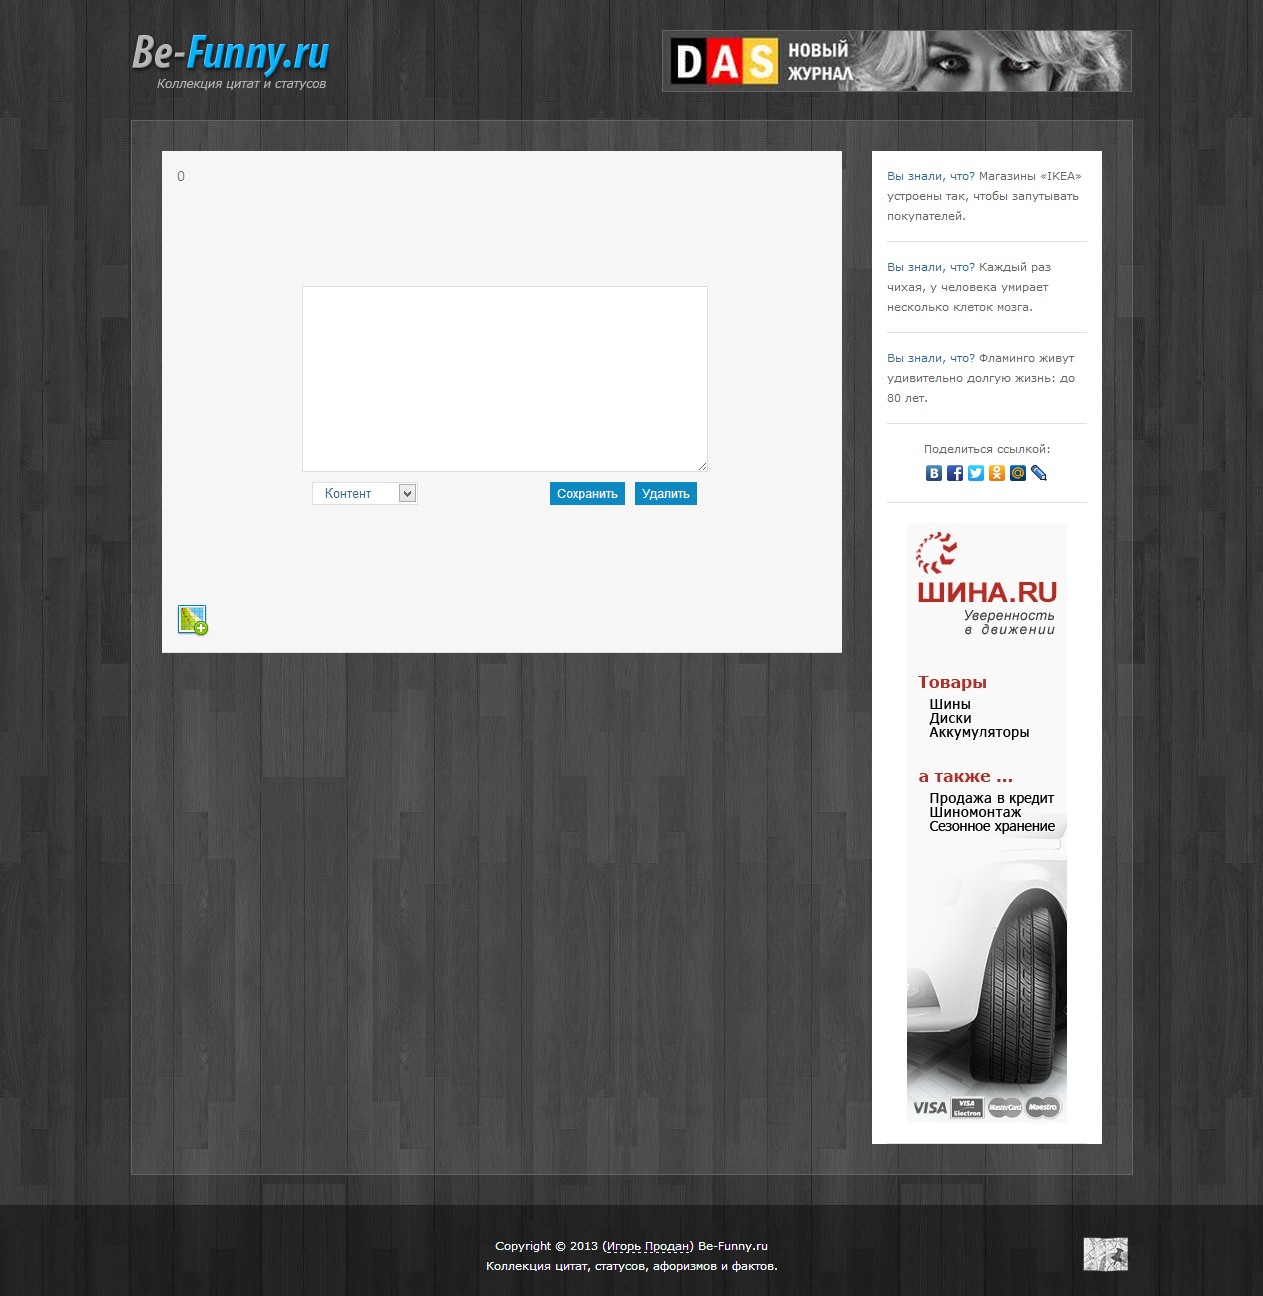 Be-Funny.ru
Коллекция цитат и статусов
DAS
НОВЫЙ
ЖУРНАЛ
0
Контент
Сохранить
Удалить
Вы знали, что? Магазины «IKEA»
устроены так, чтобы запутывать
покупателей.
Вы знали, что? Каждый раз
чихая, у человека умирает
несколько клеток мозга.
Вы знали, что? Фламинго живут
удивительно долгую жизнь: до
80 лет.
Поделиться ссылкой:
ШИНА.RU
Уверенность
в движении
Товары
Шины
Диски
Аккумуляторы
а также ...
Продажа в кредит
Шиномонтаж
Сезонное хранение
VISA VISA Electron MasterCard Maestro
Copyright © 2013 (Игорь Продан) Be-Funny.ru
Коллекция цитат, статусов, афоризмов и фактов.